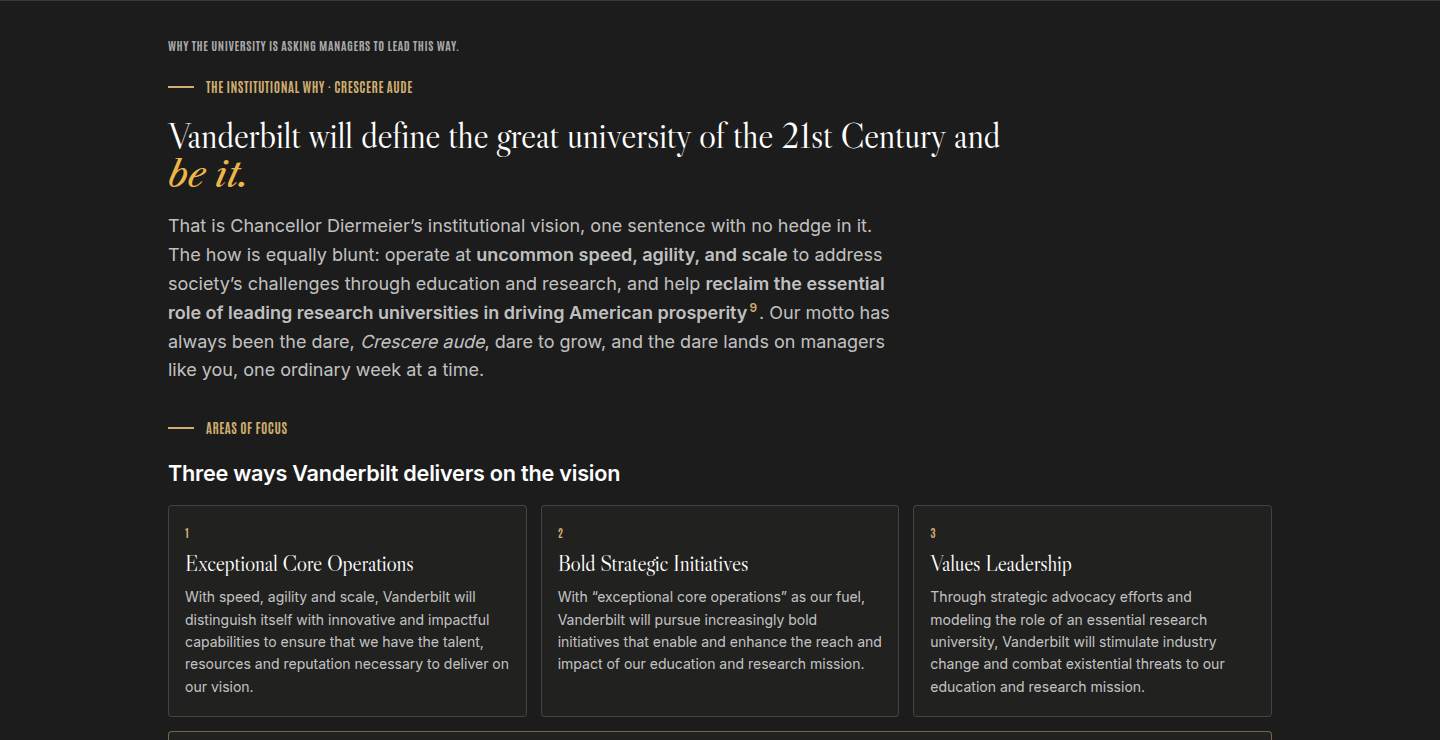 WHY THE UNIVERSITY IS ASKING MANAGERS TO LEAD THIS WAY.
THE INSTITUTIONAL WHY · CRESCERE AUDE
Vanderbilt will define the great university of the 21st Century and
be it.
That is Chancellor Diermeier’s institutional vision, one sentence with no hedge in it.
The how is equally blunt: operate at uncommon speed, agility, and scale to address
society’s challenges through education and research, and help reclaim the essential
role of leading research universities in driving American prosperity⁹. Our motto has
always been the dare, Crescere aude, dare to grow, and the dare lands on managers
like you, one ordinary week at a time.
AREAS OF FOCUS
Three ways Vanderbilt delivers on the vision
1
Exceptional Core Operations
With speed, agility and scale, Vanderbilt will
distinguish itself with innovative and impactful
capabilities to ensure that we have the talent,
resources and reputation necessary to deliver on
our vision.
2
Bold Strategic Initiatives
With “exceptional core operations” as our fuel,
Vanderbilt will pursue increasingly bold
initiatives that enable and enhance the reach and
impact of our education and research mission.
3
Values Leadership
Through strategic advocacy efforts and
modeling the role of an essential research
university, Vanderbilt will stimulate industry
change and combat existential threats to our
education and research mission.